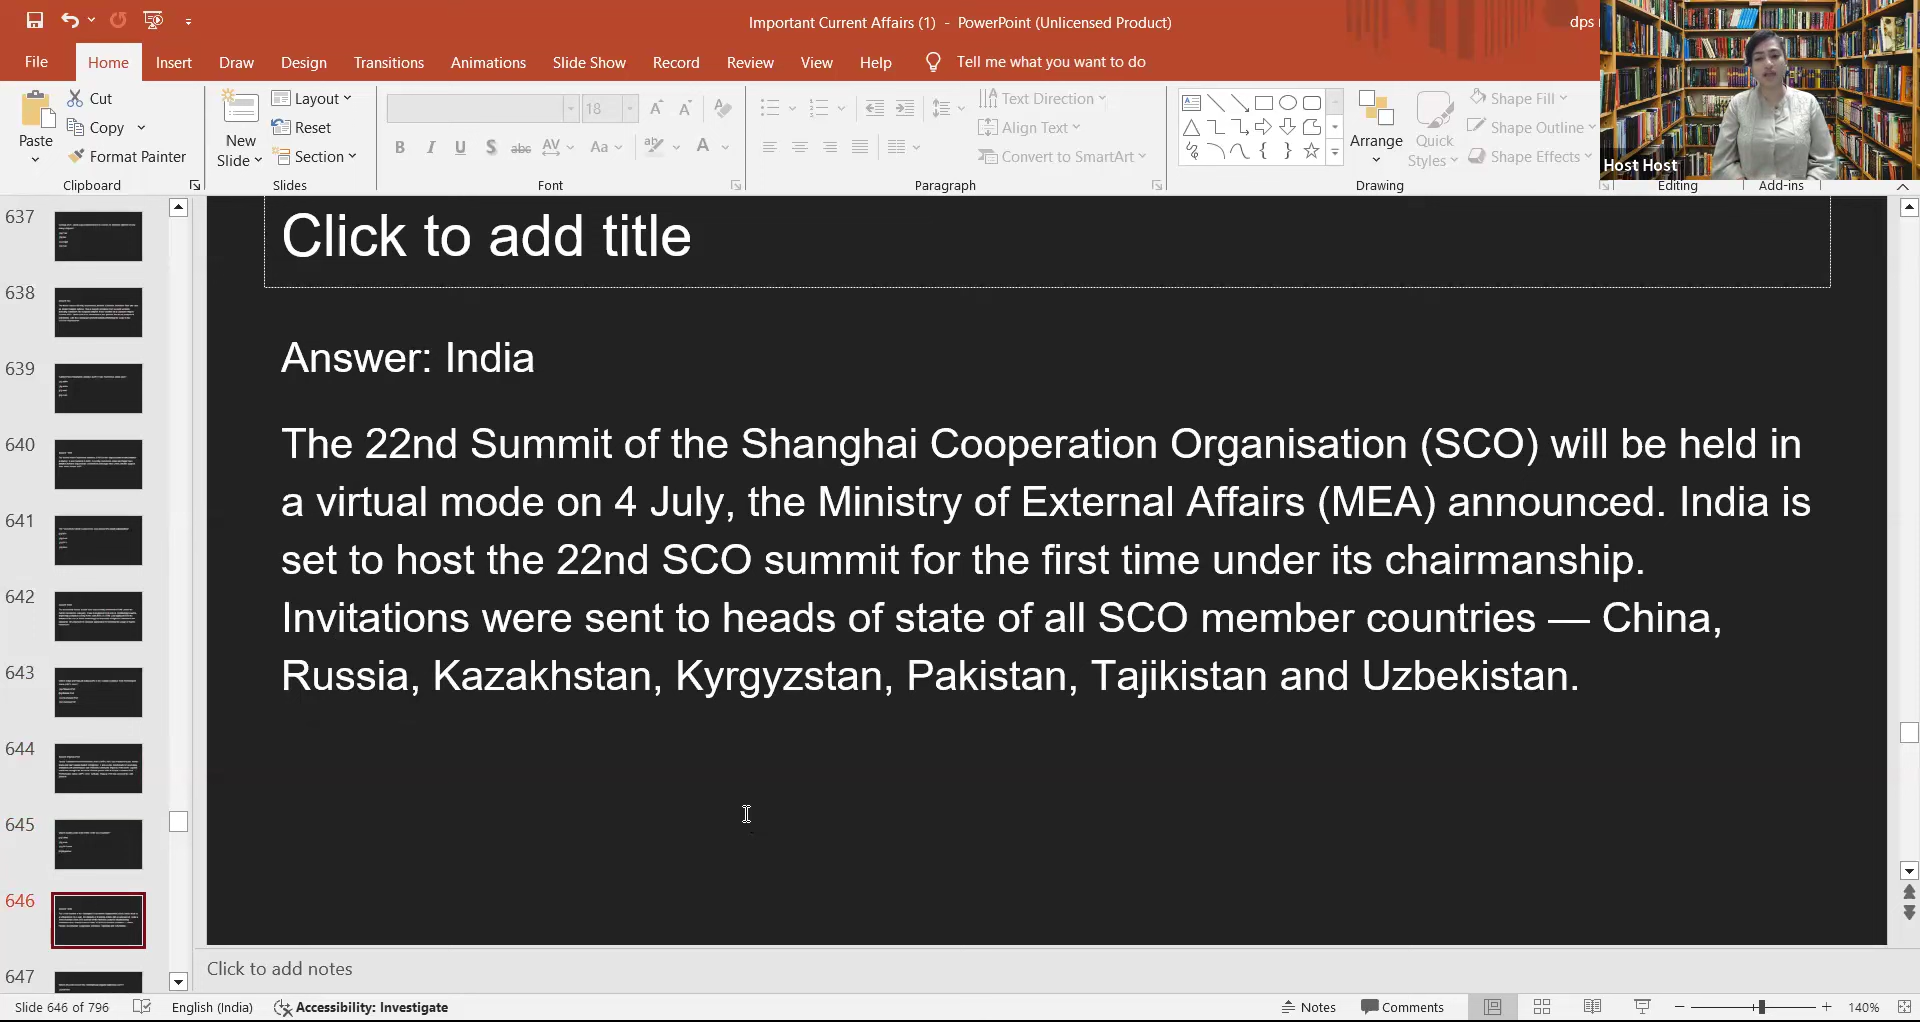 Important Current Affairs (1) - PowerPoint (Unlicensed Product)
dps
File Home Insert Draw Design Transitions Animations Slide Show Record Review View Help Tell me what you want to do
Paste
Cut
Copy
Format Painter
Clipboard
New Slide
Layout
Reset
Section
Slides
18
B I U S abc AV Aa A
Font
Text Direction
Align Text
Convert to SmartArt
Paragraph
Arrange
Quick Styles
Shape Fill
Shape Outline
Shape Effects
Drawing
Editing
Add-ins
Host Host
637
638
639
640
641
642
643
644
645
646
647
Click to add title
Answer: India
The 22nd Summit of the Shanghai Cooperation Organisation (SCO) will be held in
a virtual mode on 4 July, the Ministry of External Affairs (MEA) announced. India is
set to host the 22nd SCO summit for the first time under its chairmanship.
Invitations were sent to heads of state of all SCO member countries — China,
Russia, Kazakhstan, Kyrgyzstan, Pakistan, Tajikistan and Uzbekistan.
Click to add notes
Slide 646 of 796 English (India) Accessibility: Investigate Notes Comments 140%